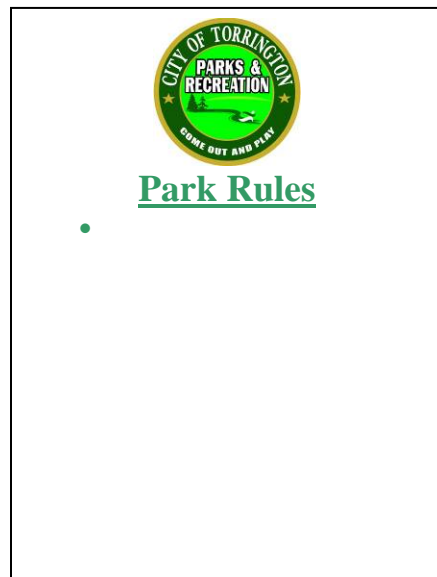 CITY OF TORRINGTON
PARKS &
RECREATION
COME OUT AND PLAY
Park Rules
•